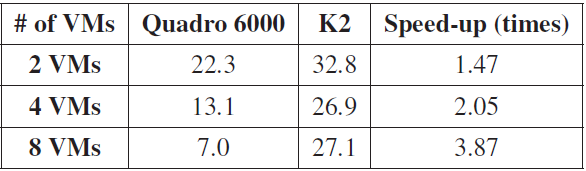 # of VMs Quadro 6000 K2 Speed-up (times)
2 VMs 22.3 32.8 1.47
4 VMs 13.1 26.9 2.05
8 VMs 7.0 27.1 3.87